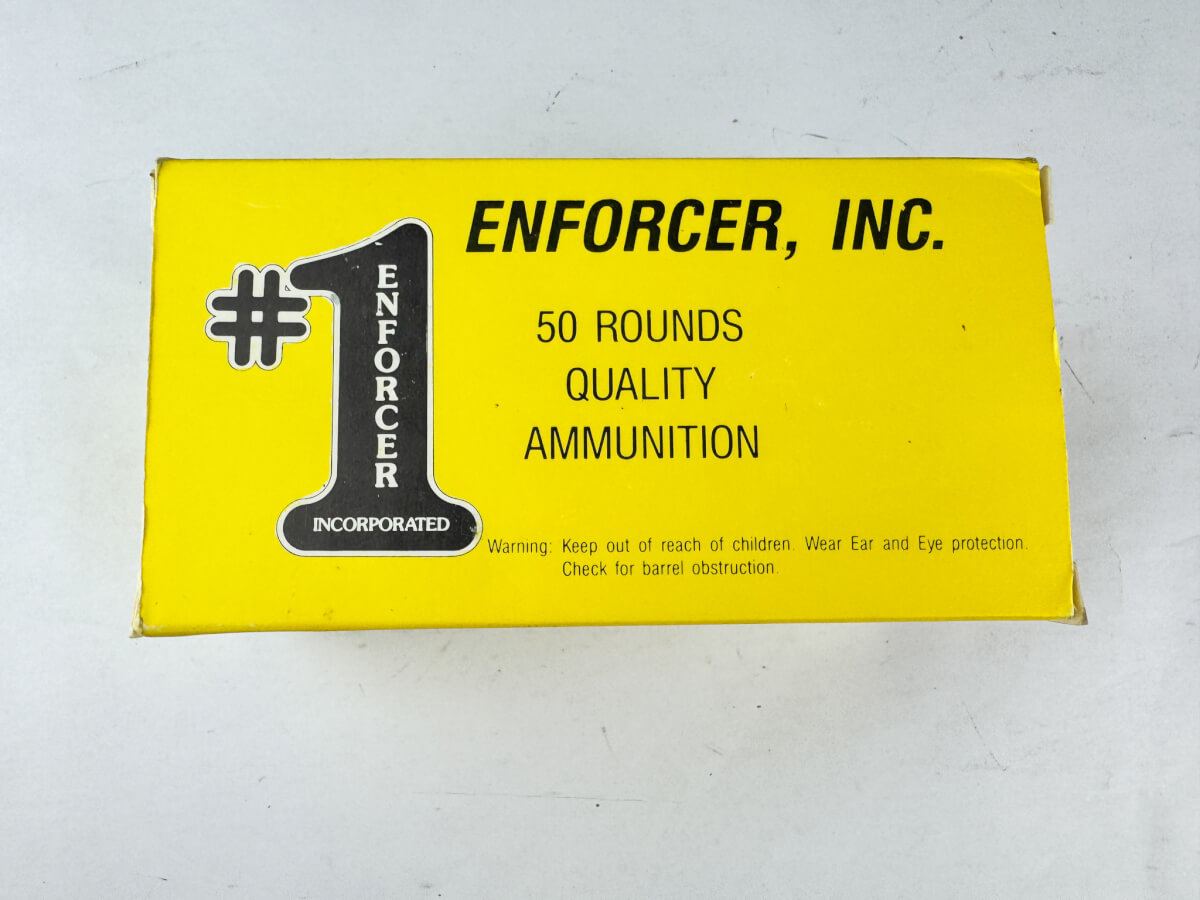 #1
ENFORCER
INCORPORATED
ENFORCER, INC.
50 ROUNDS
QUALITY
AMMUNITION
Warning: Keep out of reach of children. Wear Ear and Eye protection.
Check for barrel obstruction.